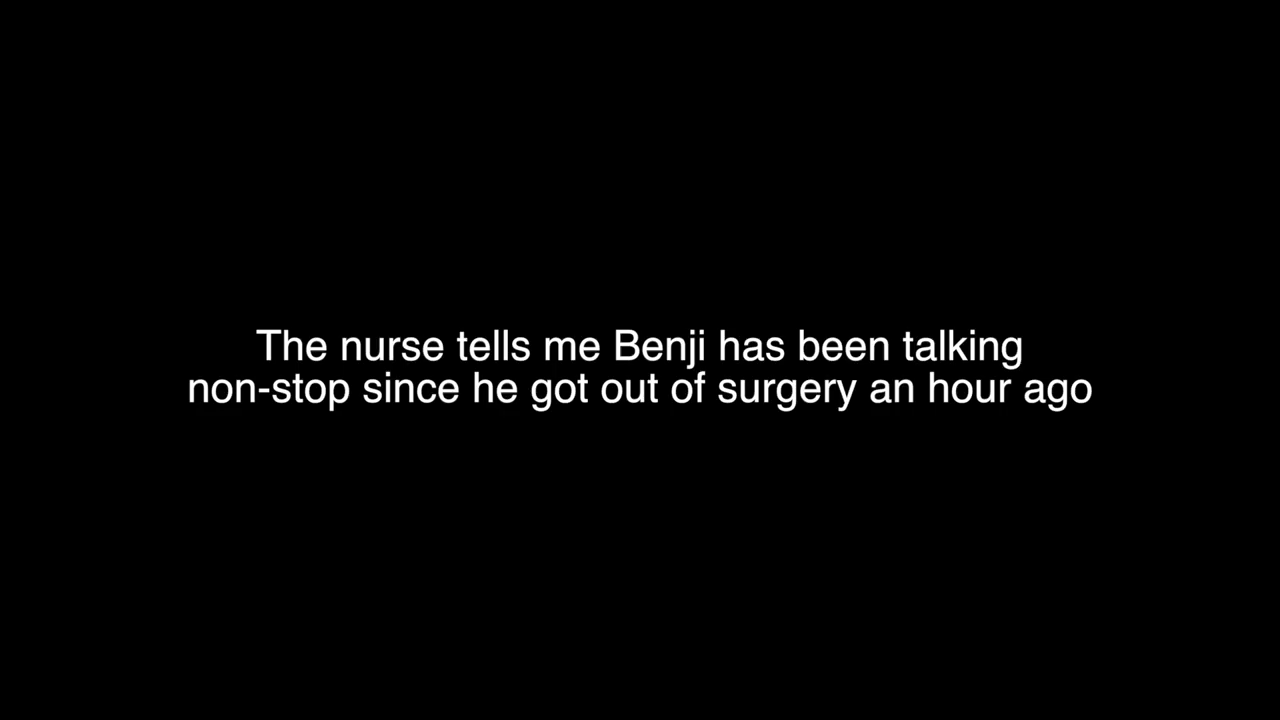 The nurse tells me Benji has been talking
non-stop since he got out of surgery an hour ago